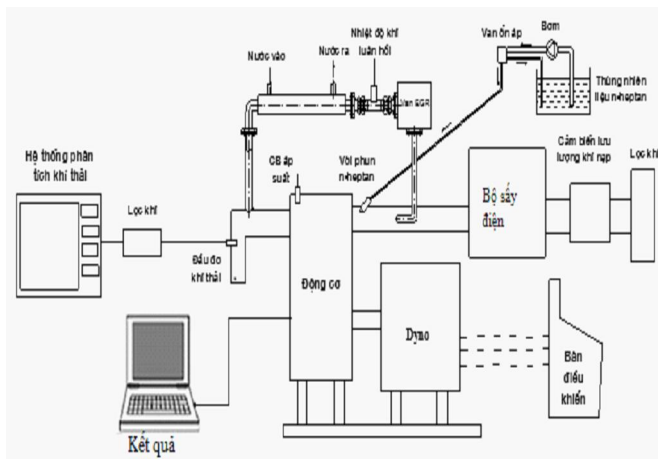 Nước vào
Nước ra
Nhiệt độ khí
luân hồi
Van EGR
Van ổn áp
Bơm
Thùng nhiên
liệu n-heptan
Hệ thống phân
tích khí thải
Lọc khí
CB áp
suất
Vòi phun
n-heptan
Cảm biến lưu
lượng khí nạp
Lọc khí
Bộ sấy
điện
Đầu đo
khí thải
Động cơ
Dyno
Bàn
điều
khiển
Kết quả